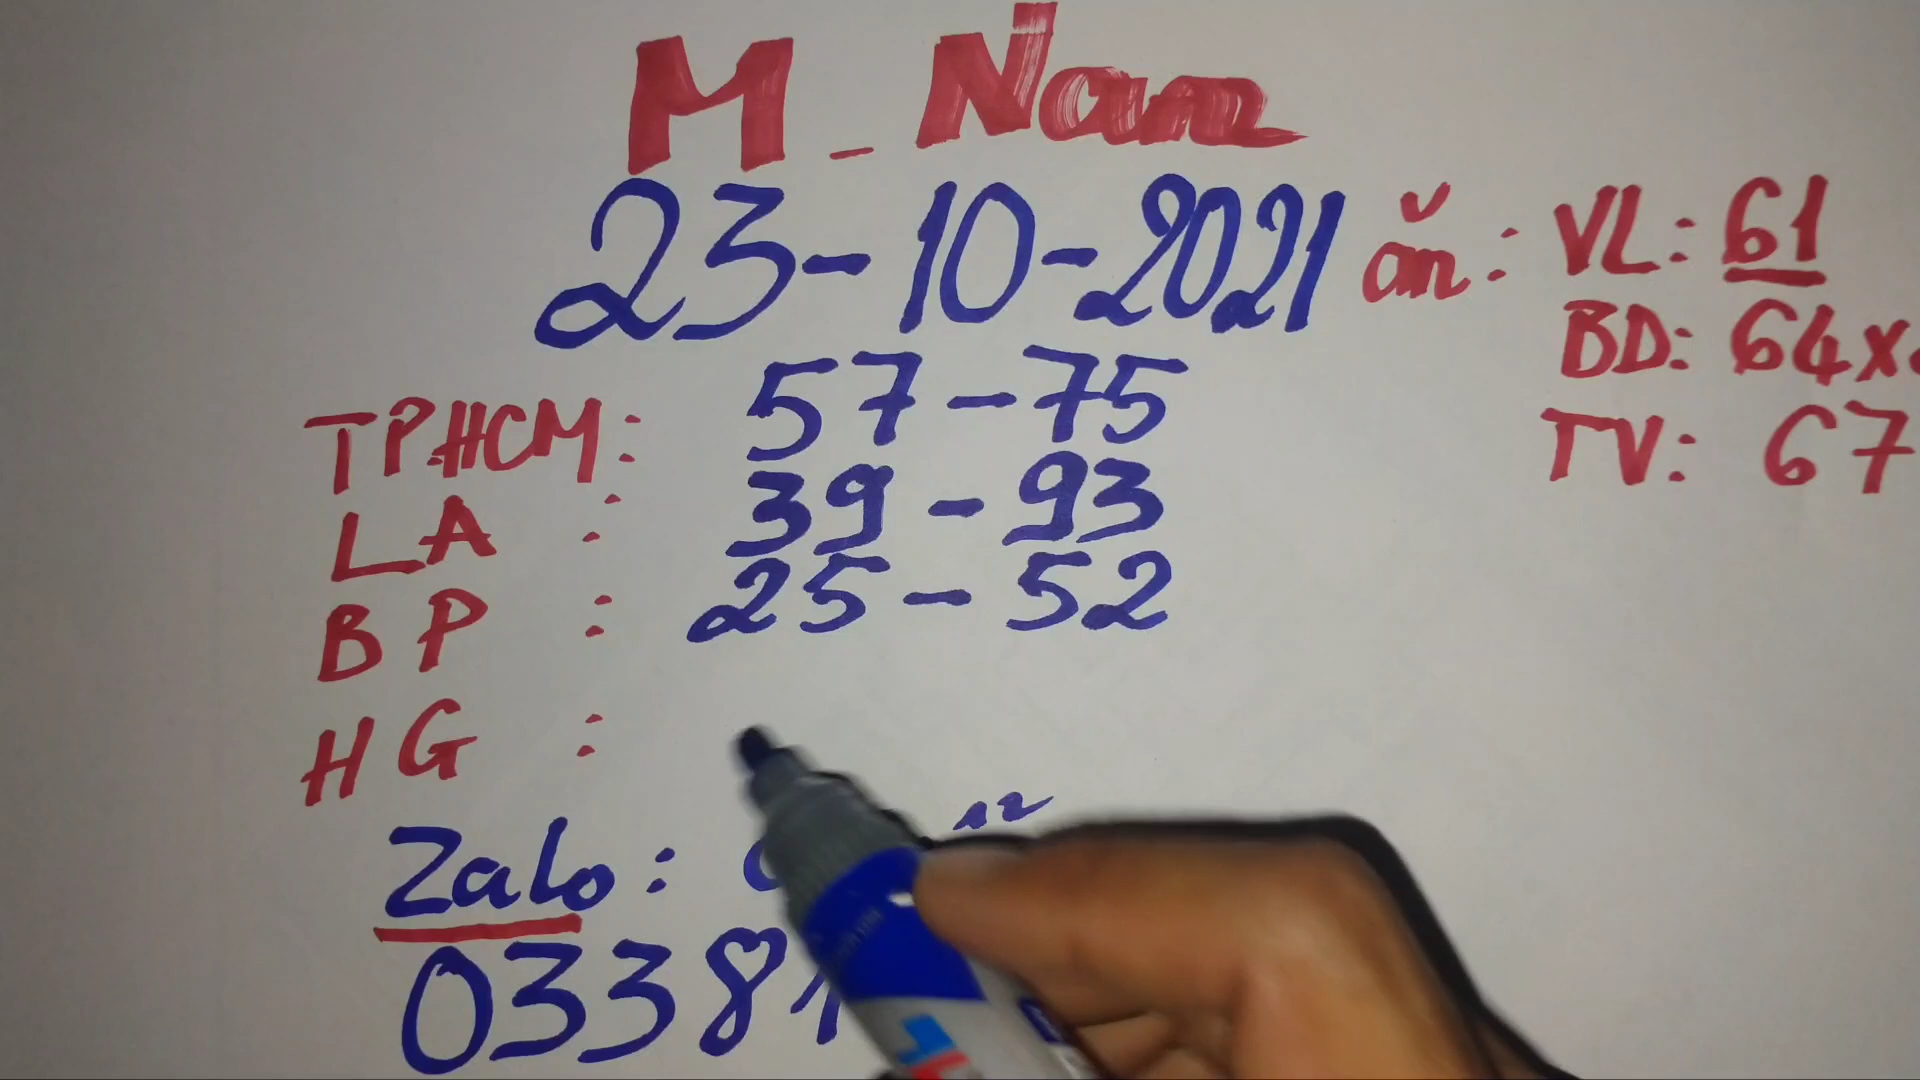 M_Nam
23-10-2021 ăn: VL: 61
BD: 64x
TPHCM: 57-75
TV: 67
LA: 39-93
BP: 25-52
HG:
Zalo:
03381